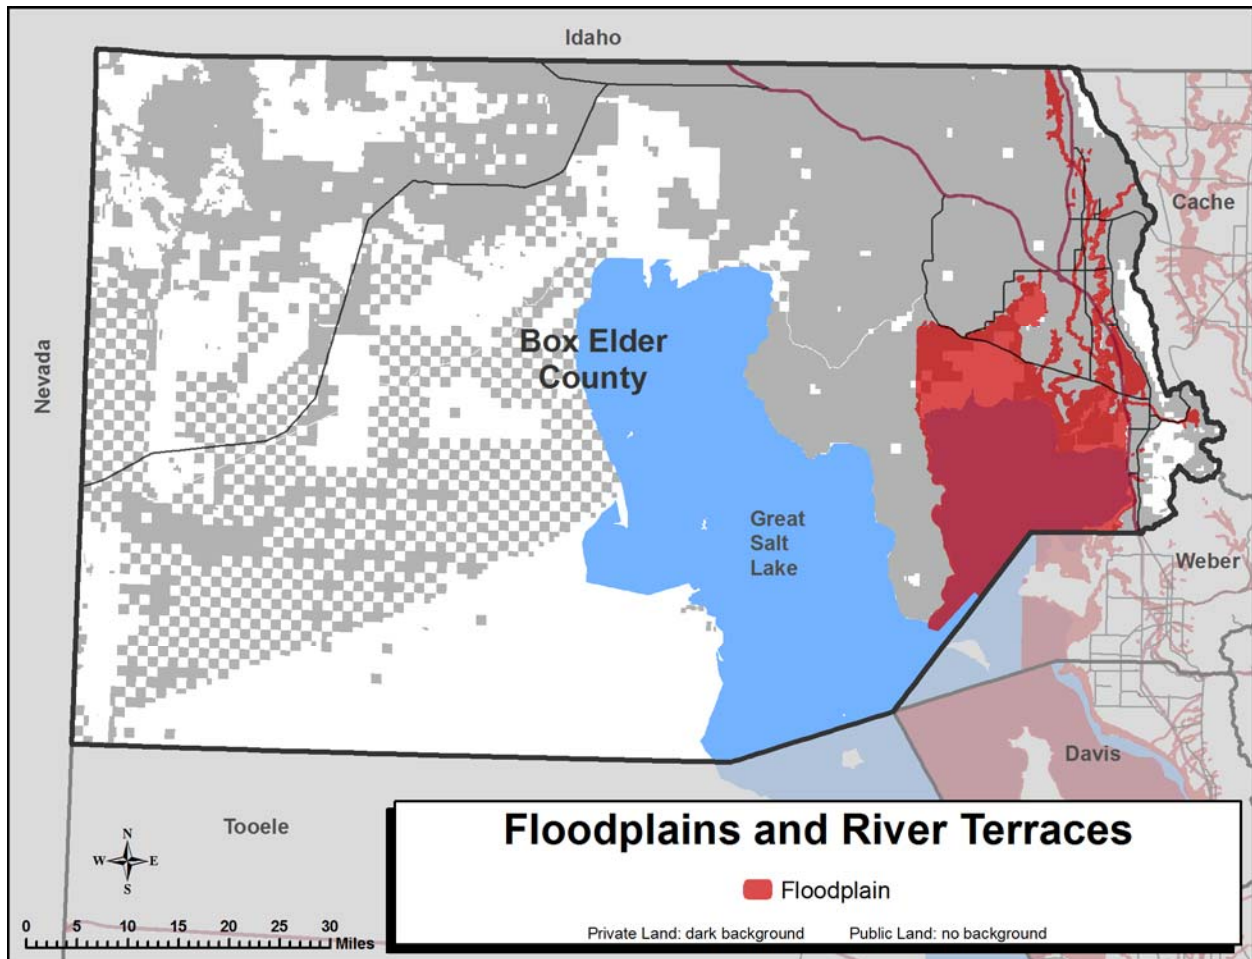 Idaho
Cache
Nevada
Box Elder
County
Great
Salt
Lake
Weber
Davis
Tooele
N
W
E
S
0 5 10 15 20 25 30
Miles
Floodplains and River Terraces
Floodplain
Private Land: dark background Public Land: no background